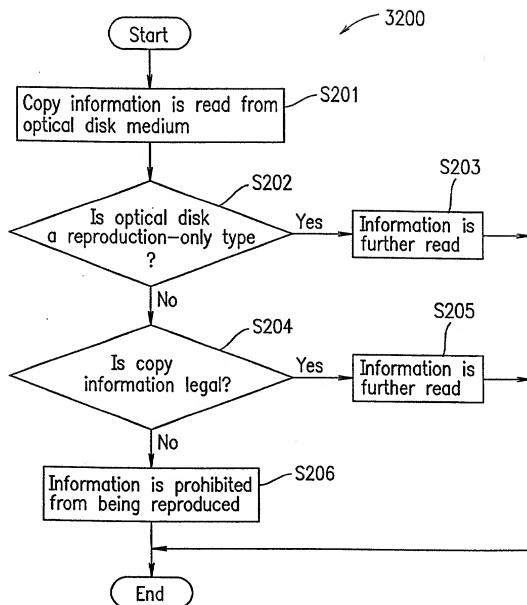 3200
Start
S201
Copy information is read from
optical disk medium
S202
Is optical disk
a reproduction-only type
?
Yes
S203
Information is
further read
No
S204
Is copy
information legal?
Yes
S205
Information is
further read
No
S206
Information is prohibited
from being reproduced
End